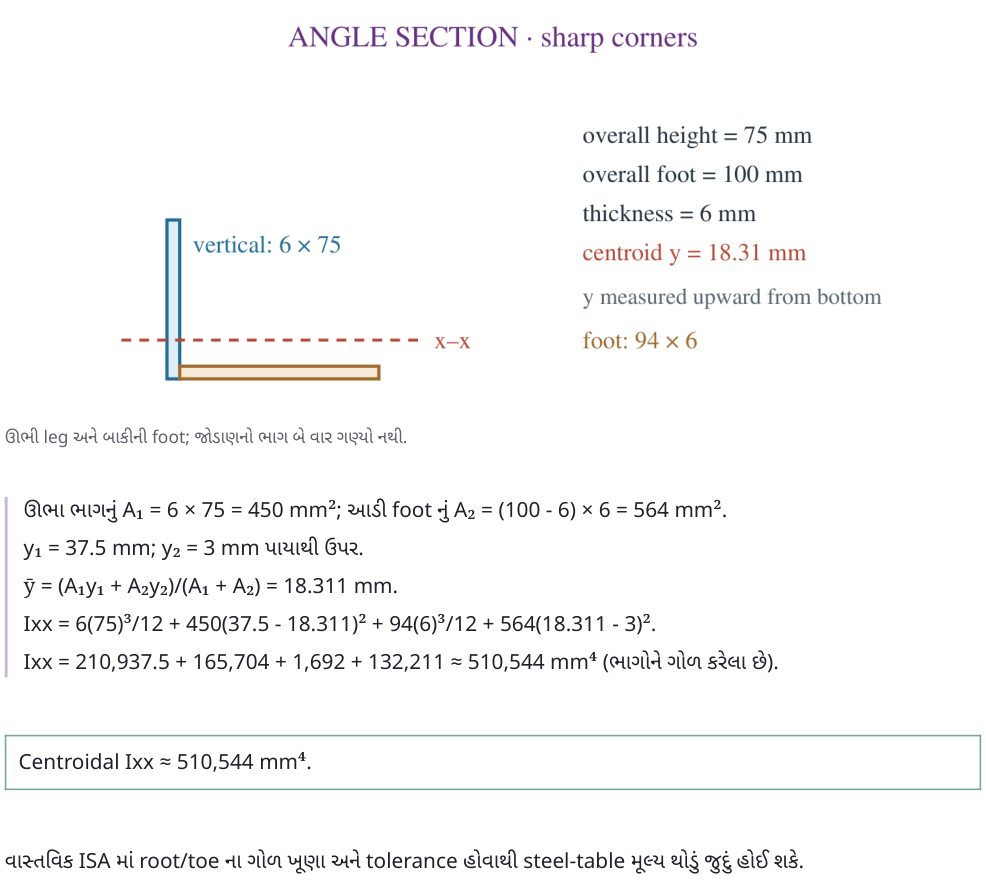 ANGLE SECTION · sharp corners
overall height = 75 mm
overall foot = 100 mm
thickness = 6 mm
vertical: 6 × 75
centroid y = 18.31 mm
y measured upward from bottom
x–x
foot: 94 × 6
ઊભી leg અને બાકીની foot; જોડાણનો ભાગ બે વાર ગણ્યો નથી.
ઊભા ભાગનું A₁ = 6 × 75 = 450 mm²; આડી foot નું A₂ = (100 - 6) × 6 = 564 mm².
y₁ = 37.5 mm; y₂ = 3 mm પાયાથી ઉપર.
ȳ = (A₁y₁ + A₂y₂)/(A₁ + A₂) = 18.311 mm.
Ixx = 6(75)³/12 + 450(37.5 - 18.311)² + 94(6)³/12 + 564(18.311 - 3)².
Ixx = 210,937.5 + 165,704 + 1,692 + 132,211 ≈ 510,544 mm⁴ (ભાગોને ગોળ કરેલા છે).
Centroidal Ixx ≈ 510,544 mm⁴.
વાસ્તવિક ISA માં root/toe ના ગોળ ખૂણા અને tolerance હોવાથી steel-table મૂલ્ય થોડું જુદું હોઈ શકે.